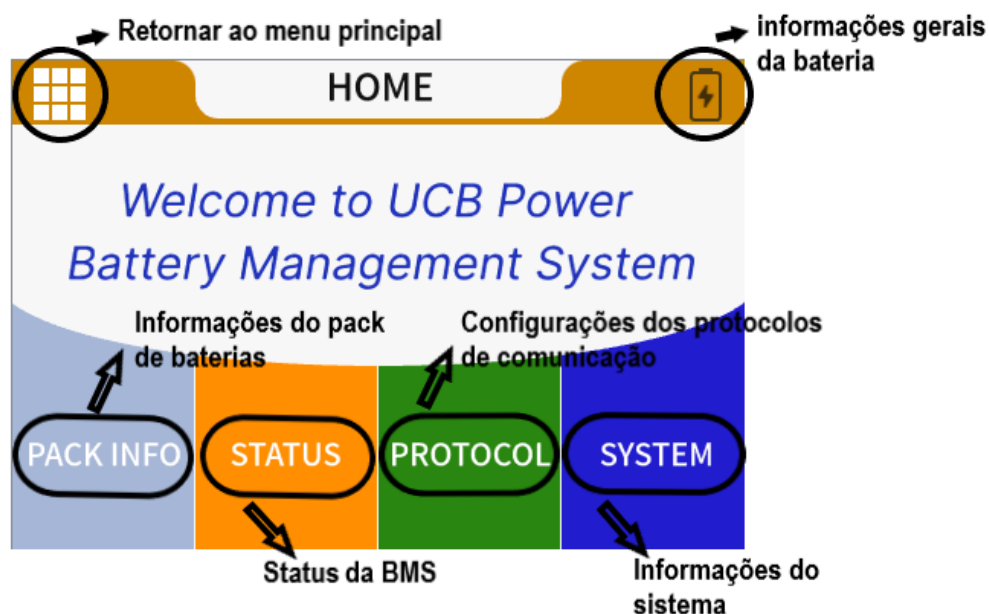 Retornar ao menu principal
informações gerais
da bateria
HOME
Welcome to UCB Power
Battery Management System
Informações do pack
de baterias
Configurações dos protocolos
de comunicação
PACK INFO
STATUS
PROTOCOL
SYSTEM
Status da BMS
Informações do
sistema